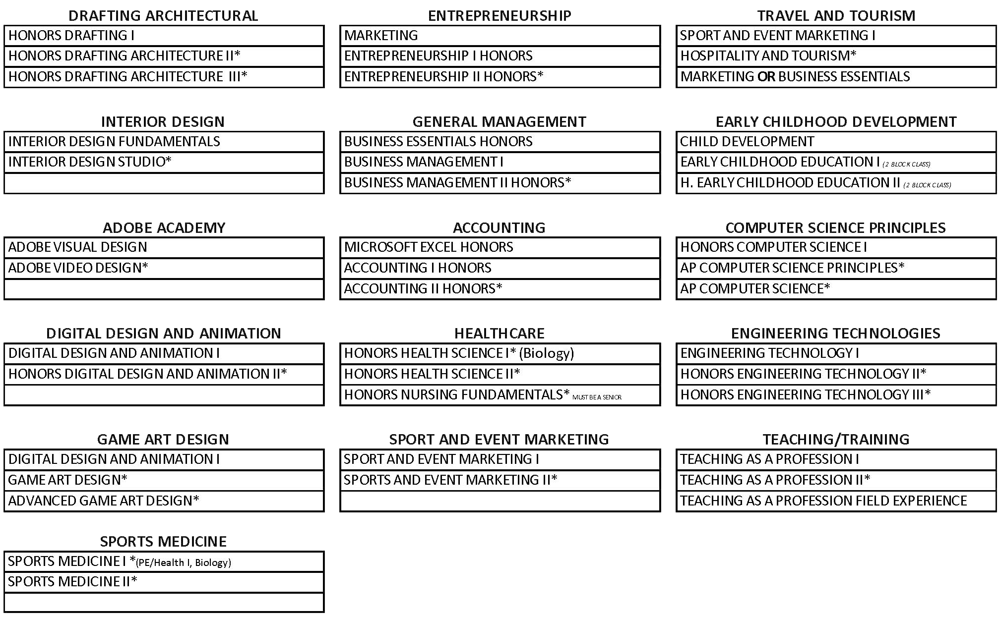 DRAFTING ARCHITECTURAL
HONORS DRAFTING I
HONORS DRAFTING ARCHITECTURE II*
HONORS DRAFTING ARCHITECTURE III*
ENTREPRENEURSHIP
MARKETING
ENTREPRENEURSHIP I HONORS
ENTREPRENEURSHIP II HONORS*
TRAVEL AND TOURISM
SPORT AND EVENT MARKETING I
HOSPITALITY AND TOURISM*
MARKETING OR BUSINESS ESSENTIALS
INTERIOR DESIGN
INTERIOR DESIGN FUNDAMENTALS
INTERIOR DESIGN STUDIO*
GENERAL MANAGEMENT
BUSINESS ESSENTIALS HONORS
BUSINESS MANAGEMENT I
BUSINESS MANAGEMENT II HONORS*
EARLY CHILDHOOD DEVELOPMENT
CHILD DEVELOPMENT
EARLY CHILDHOOD EDUCATION I (2 BLOCK CLASS)
H. EARLY CHILDHOOD EDUCATION II (2 BLOCK CLASS)
ADOBE ACADEMY
ADOBE VISUAL DESIGN
ADOBE VIDEO DESIGN*
ACCOUNTING
MICROSOFT EXCEL HONORS
ACCOUNTING I HONORS
ACCOUNTING II HONORS*
COMPUTER SCIENCE PRINCIPLES
HONORS COMPUTER SCIENCE I
AP COMPUTER SCIENCE PRINCIPLES*
AP COMPUTER SCIENCE*
DIGITAL DESIGN AND ANIMATION
DIGITAL DESIGN AND ANIMATION I
HONORS DIGITAL DESIGN AND ANIMATION II*
HEALTHCARE
HONORS HEALTH SCIENCE I* (Biology)
HONORS HEALTH SCIENCE II*
HONORS NURSING FUNDAMENTALS* MUST BE A SENIOR
ENGINEERING TECHNOLOGIES
ENGINEERING TECHNOLOGY I
HONORS ENGINEERING TECHNOLOGY II*
HONORS ENGINEERING TECHNOLOGY III*
GAME ART DESIGN
DIGITAL DESIGN AND ANIMATION I
GAME ART DESIGN*
ADVANCED GAME ART DESIGN*
SPORT AND EVENT MARKETING
SPORT AND EVENT MARKETING I
SPORTS AND EVENT MARKETING II*
TEACHING/TRAINING
TEACHING AS A PROFESSION I
TEACHING AS A PROFESSION II*
TEACHING AS A PROFESSION FIELD EXPERIENCE
SPORTS MEDICINE
SPORTS MEDICINE I *(PE/Health I, Biology)
SPORTS MEDICINE II*